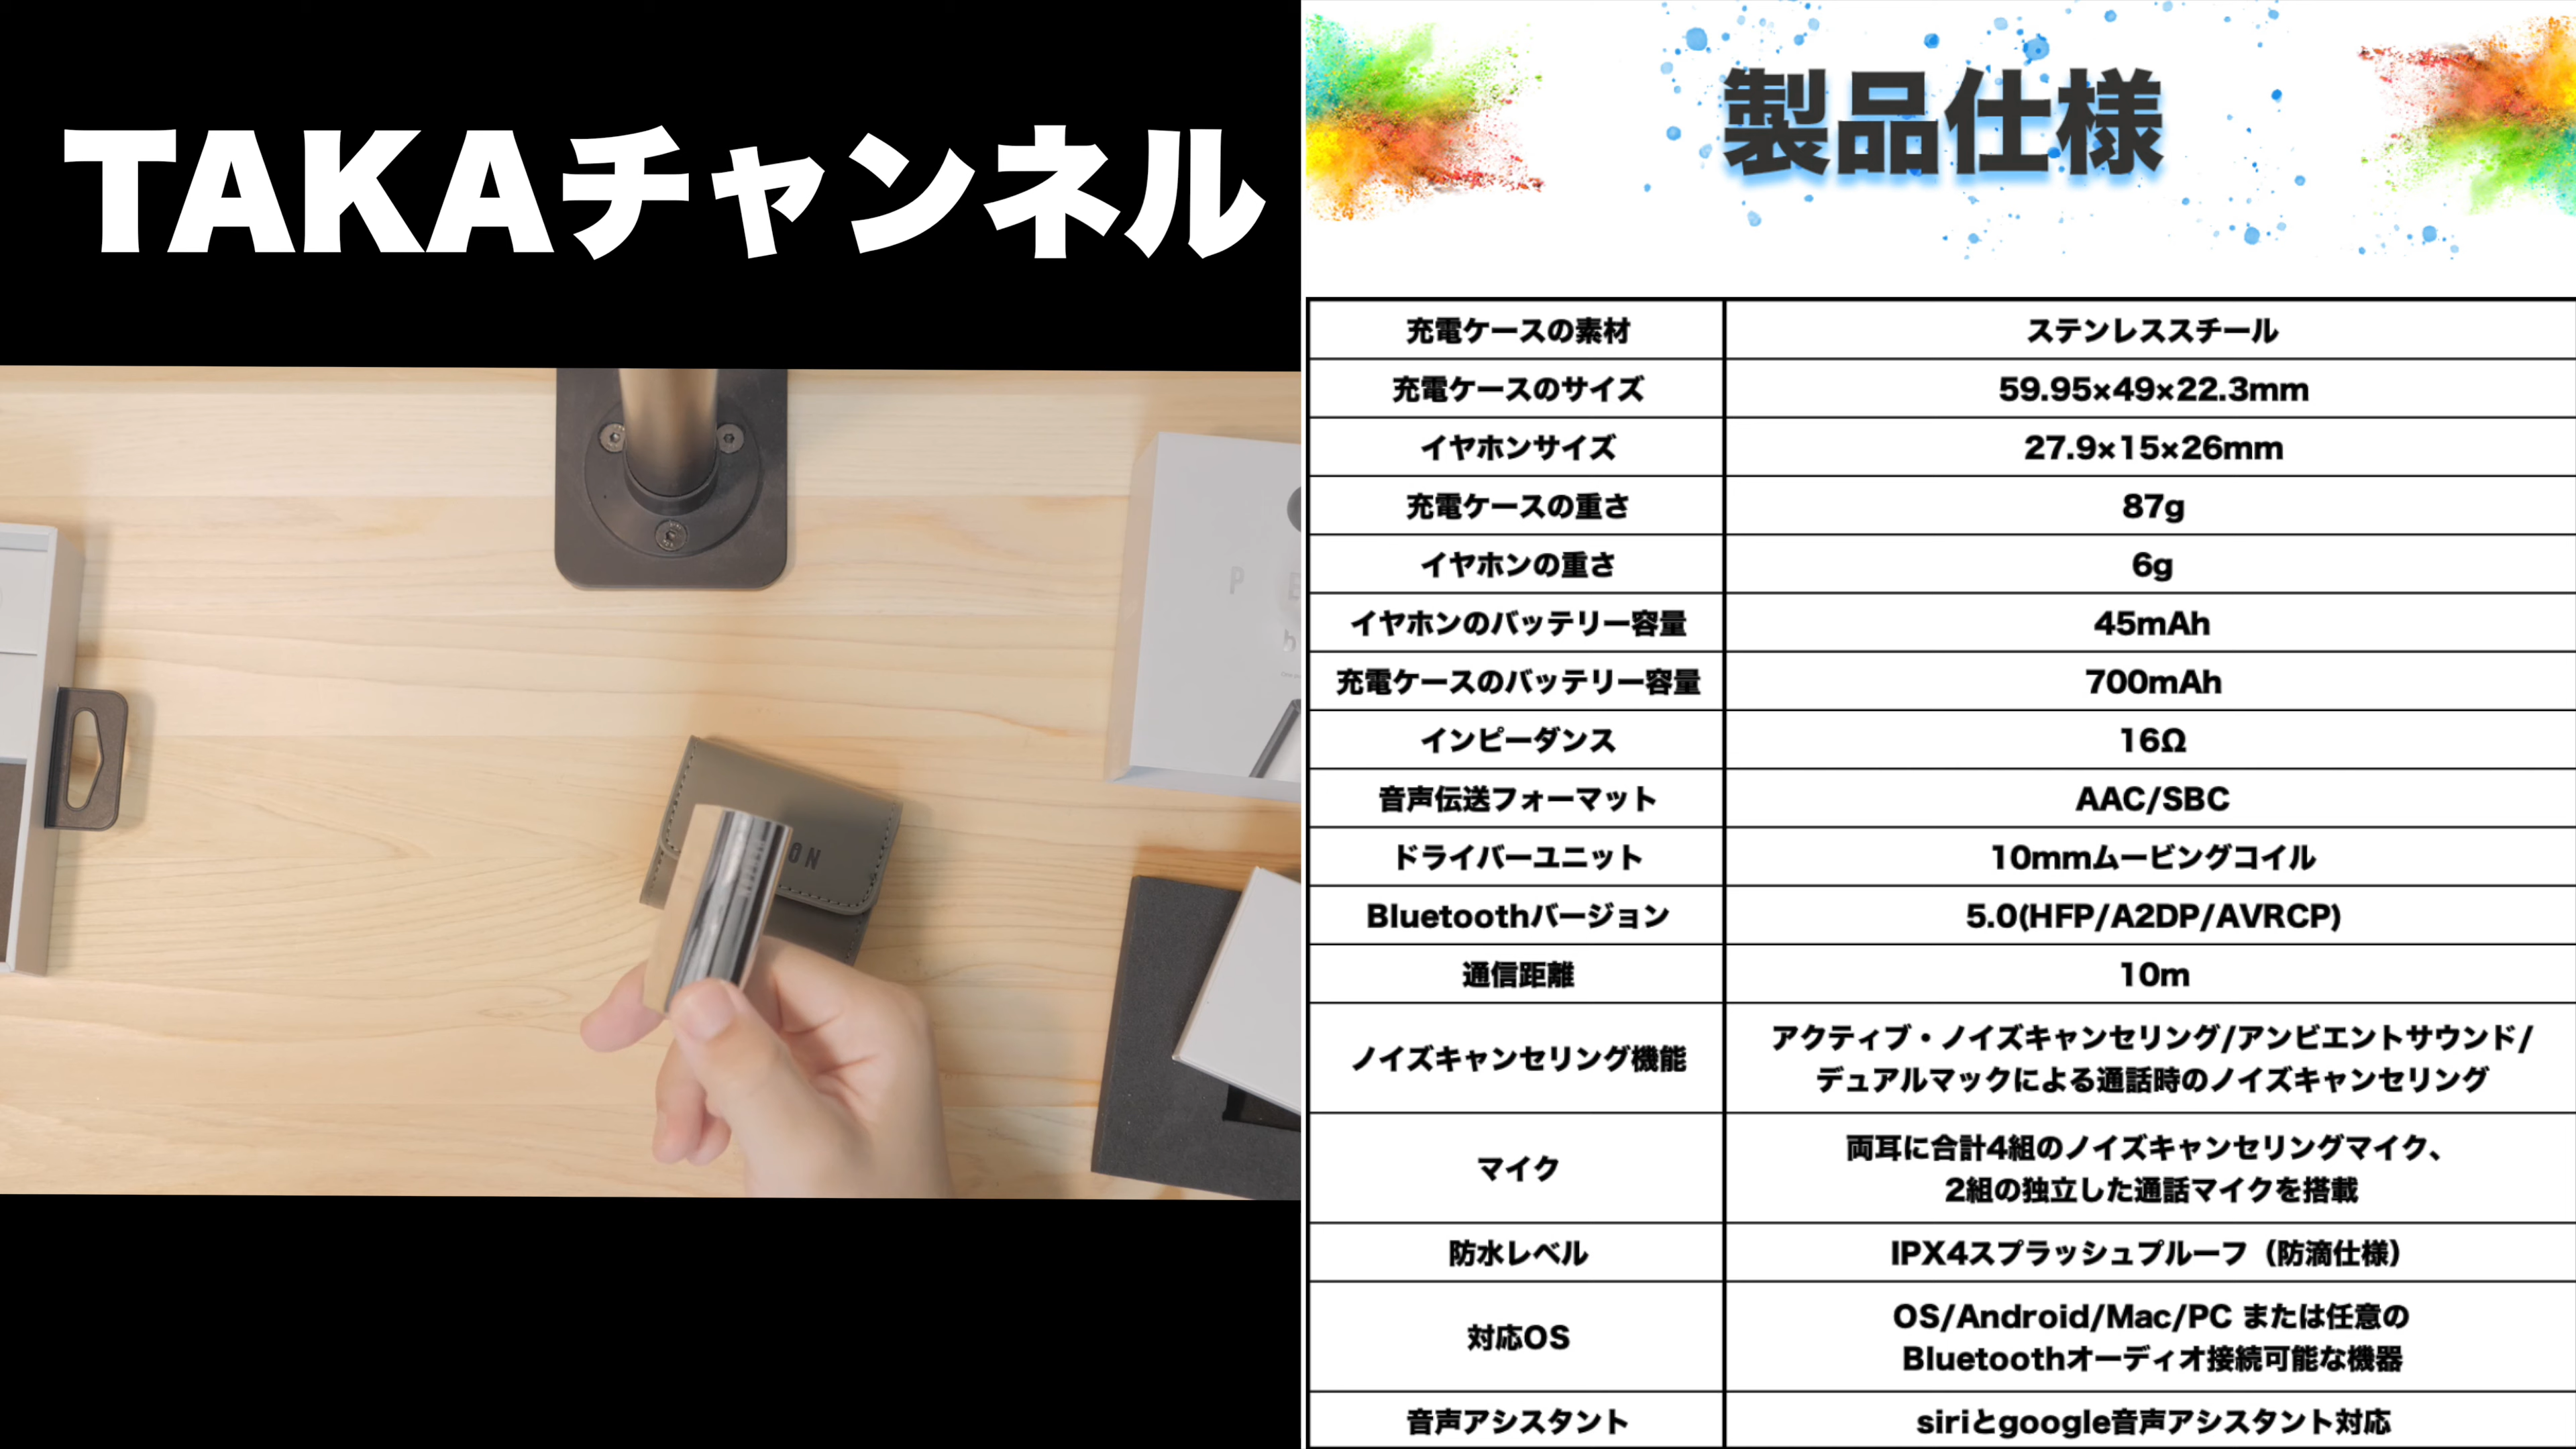 TAKAチャンネル
製品仕様
充電ケースの素材 ステンレススチール
充電ケースのサイズ 59.95×49×22.3mm
イヤホンサイズ 27.9×15×26mm
充電ケースの重さ 87g
イヤホンの重さ 6g
イヤホンのバッテリー容量 45mAh
充電ケースのバッテリー容量 700mAh
インピーダンス 16Ω
音声伝送フォーマット AAC/SBC
ドライバーユニット 10mmムービングコイル
Bluetoothバージョン 5.0(HFP/A2DP/AVRCP)
通信距離 10m
ノイズキャンセリング機能 アクティブ・ノイズキャンセリング/アンビエントサウンド/
デュアルマックによる通話時のノイズキャンセリング
マイク 両耳に合計4組のノイズキャンセリングマイク、
2組の独立した通話マイクを搭載
防水レベル IPX4スプラッシュプルーフ（防滴仕様）
対応OS OS/Android/Mac/PC または任意の
Bluetoothオーディオ接続可能な機器
音声アシスタント siriとgoogle音声アシスタント対応